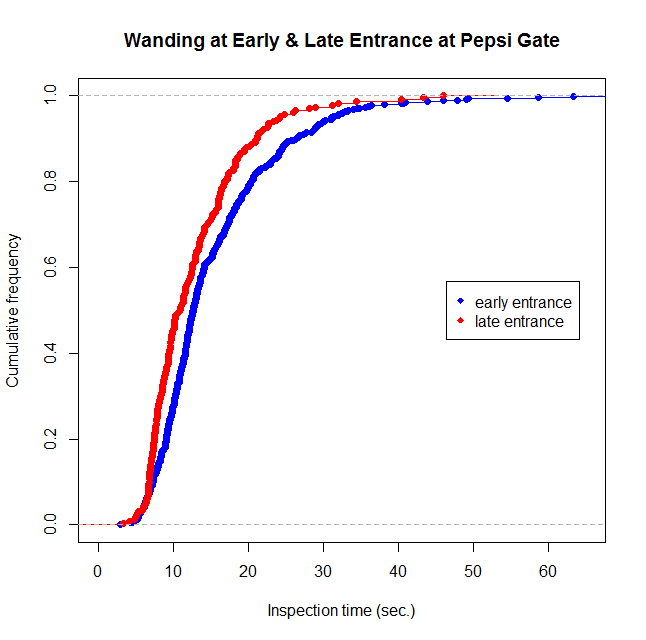 Wanding at Early & Late Entrance at Pepsi Gate
1.0
0.8
0.6
0.4
0.2
0.0
Cumulative frequency
early entrance
late entrance
0 10 20 30 40 50 60
Inspection time (sec.)